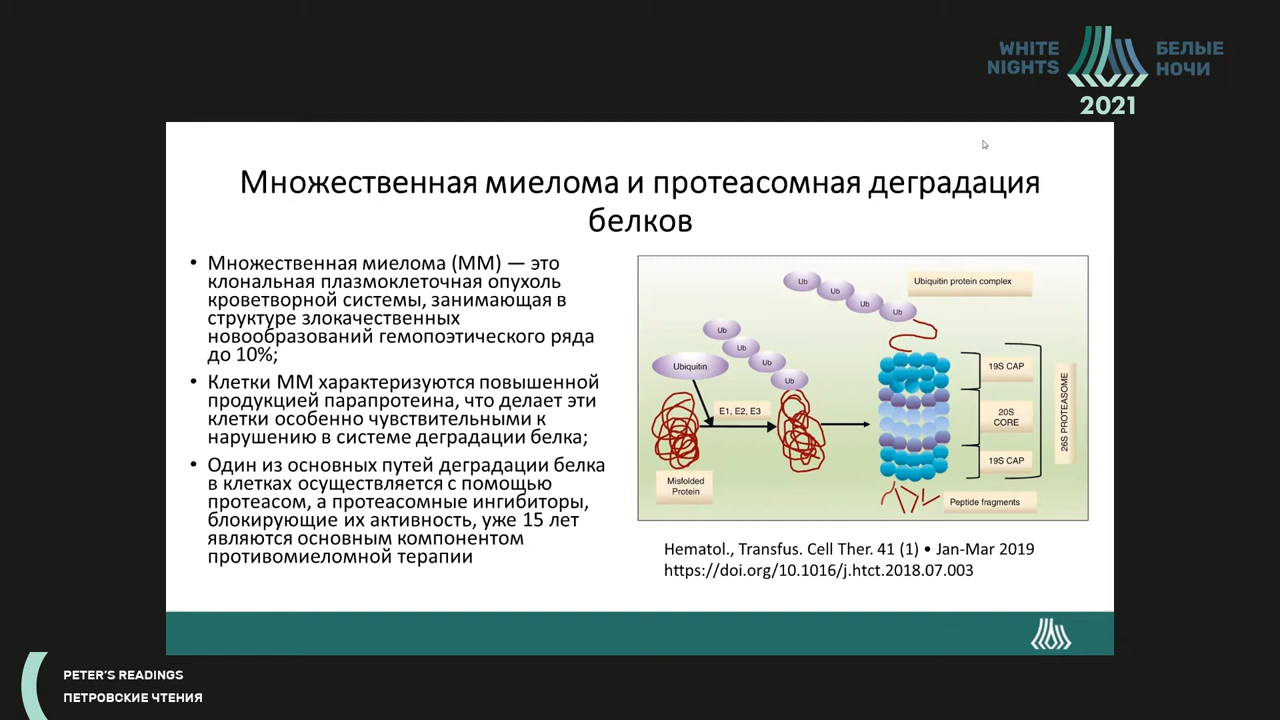 WHITE NIGHTS
БЕЛЫЕ НОЧИ
2021
Множественная миелома и протеасомная деградация
белков
• Множественная миелома (ММ) — это
клональная плазмоклеточная опухоль
кроветворной системы, занимающая в
структуре злокачественных
новообразований гемопоэтического ряда
до 10%;
• Клетки ММ характеризуются повышенной
продукцией парпротеина, что делает эти
клетки особенно чувствительными к
нарушению в системе деградации белка;
• Один из основных путей деградации белка
в клетках осуществляется с помощью
протеасом, а протеасомные ингибиторы,
блокирующие их активность, уже 15 лет
являются основным компонентом
противомиеломной терапии
Ub
Ub
Ub
Ub
Ubiquitin protein complex
Ub
Ub
Ub
Ub
Ubiquitin
E1, E2, E3
Misfolded
Protein
19S CAP
20S
CORE
19S CAP
26S PROTEASOME
Peptide fragments
Hematol., Transfus. Cell Ther. 41 (1) • Jan-Mar 2019
https://doi.org/10.1016/j.htct.2018.07.003
PETER'S READINGS
ПЕТРОВСКИЕ ЧТЕНИЯ